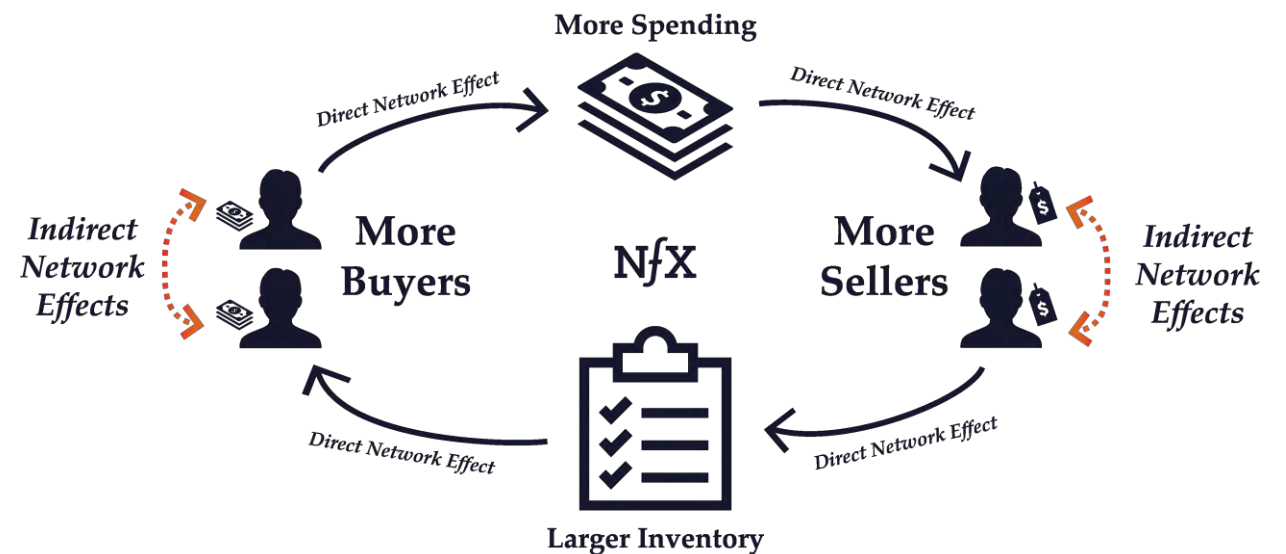 More Spending
Direct Network Effect
Direct Network Effect
$
Indirect
Network
Effects
More
Buyers
NfX
More
Sellers
$
$
Indirect
Network
Effects
Direct Network Effect
Direct Network Effect
Larger Inventory